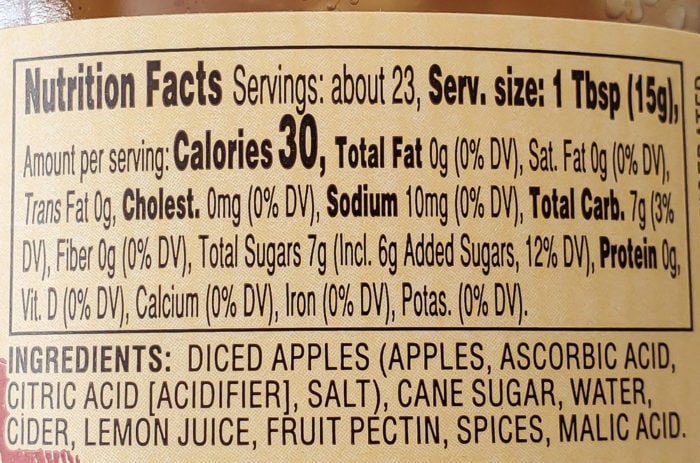 Nutrition Facts Servings: about 23, Serv. size: 1 Tbsp (15g),
Amount per serving: Calories 30, Total Fat 0g (0% DV), Sat. Fat 0g (0% DV),
Trans Fat 0g, Cholest. 0mg (0% DV), Sodium 10mg (0% DV), Total Carb. 7g (3%
DV), Fiber 0g (0% DV), Total Sugars 7g (Incl. 6g Added Sugars, 12% DV), Protein 0g,
Vit. D (0% DV), Calcium (0% DV), Iron (0% DV), Potas. (0% DV).
INGREDIENTS: DICED APPLES (APPLES, ASCORBIC ACID,
CITRIC ACID [ACIDIFIER], SALT), CANE SUGAR, WATER,
CIDER, LEMON JUICE, FRUIT PECTIN, SPICES, MALIC ACID.